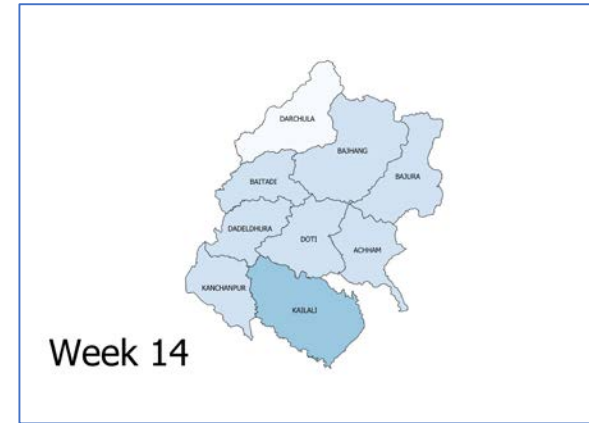 DARCHULA
BAJHANG
BAJURA
BAITADI
DADELDHURA
DOTI
ACHHAM
KANCHANPUR
KAILALI
Week 14